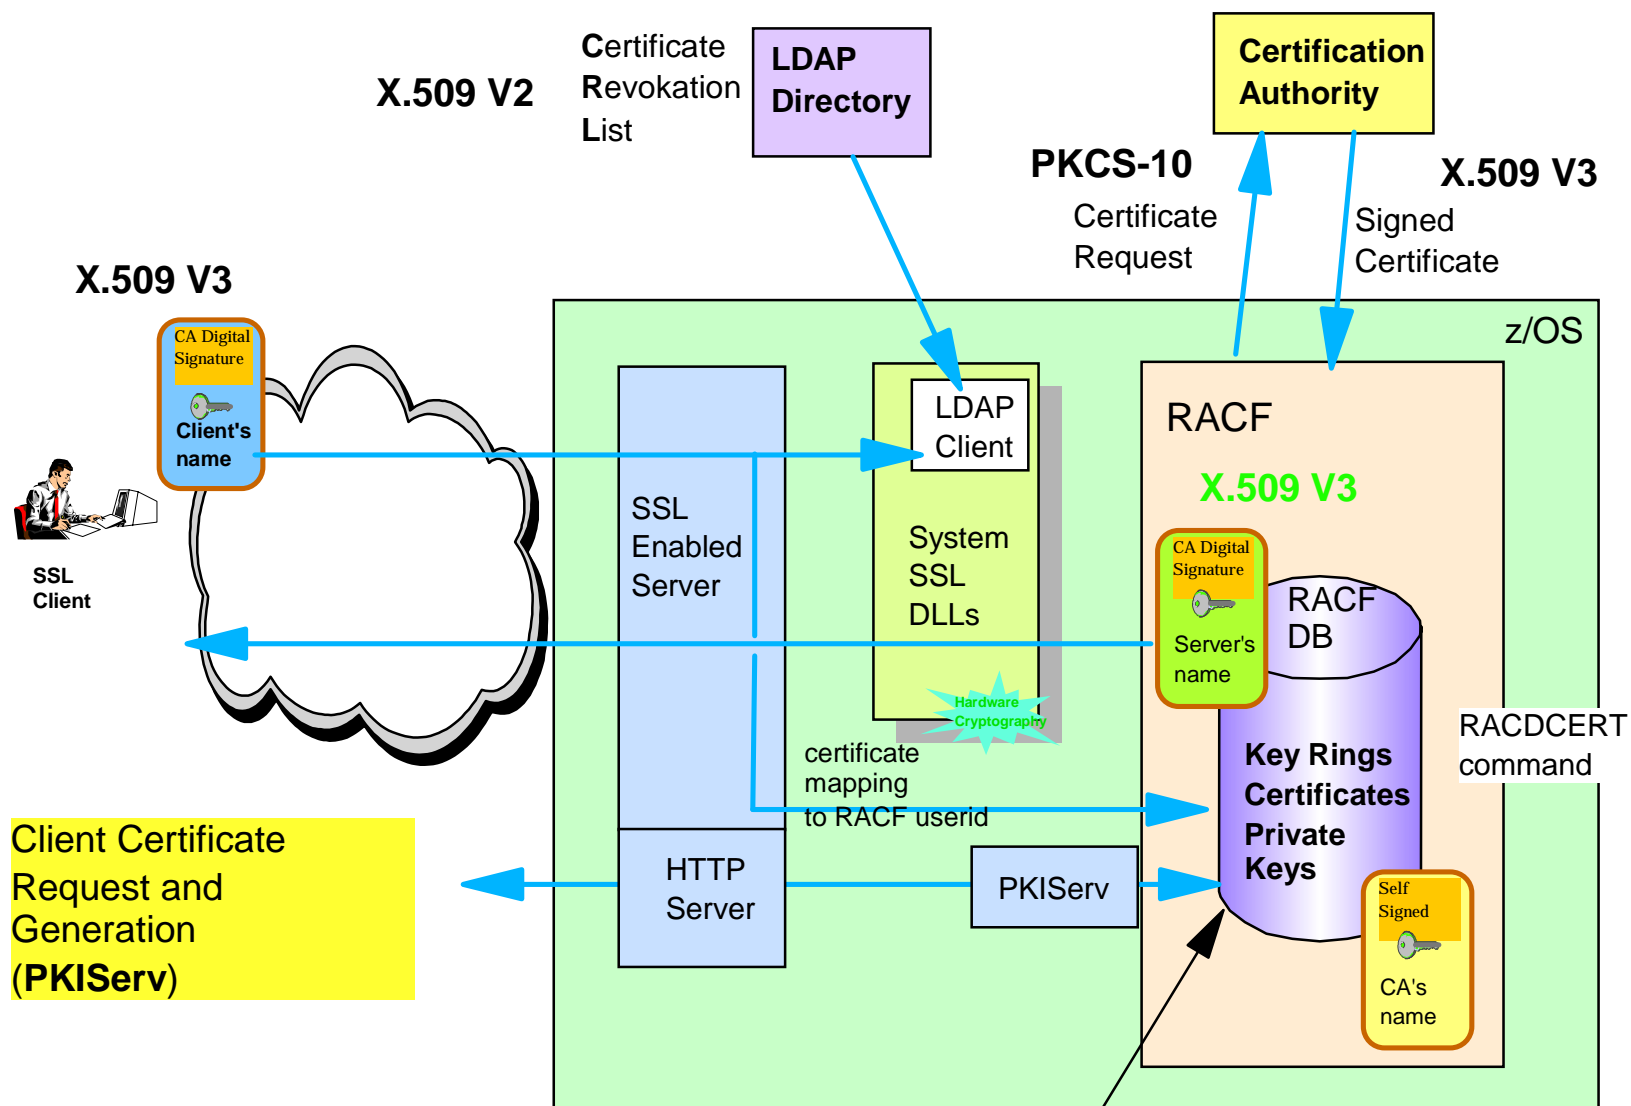 X.509 V2
Certificate
Revokation
List
LDAP
Directory
Certification
Authority
PKCS-10
Certificate
Request
X.509 V3
Signed
Certificate
X.509 V3
CA Digital
Signature
Client's
name
SSL
Client
z/OS
SSL
Enabled
Server
LDAP
Client
System
SSL
DLLs
Hardware
Cryptography
RACF
X.509 V3
CA Digital
Signature
Server's
name
RACF
DB
Key Rings
Certificates
Private
Keys
RACDCERT
command
certificate
mapping
to RACF userid
Client Certificate
Request and
Generation
(PKIServ)
HTTP
Server
PKIServ
Self
Signed
CA's
name